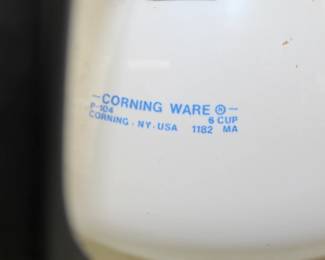 -CORNING WARE ®-
P-104 6 CUP
CORNING · NY · USA 1182 MA